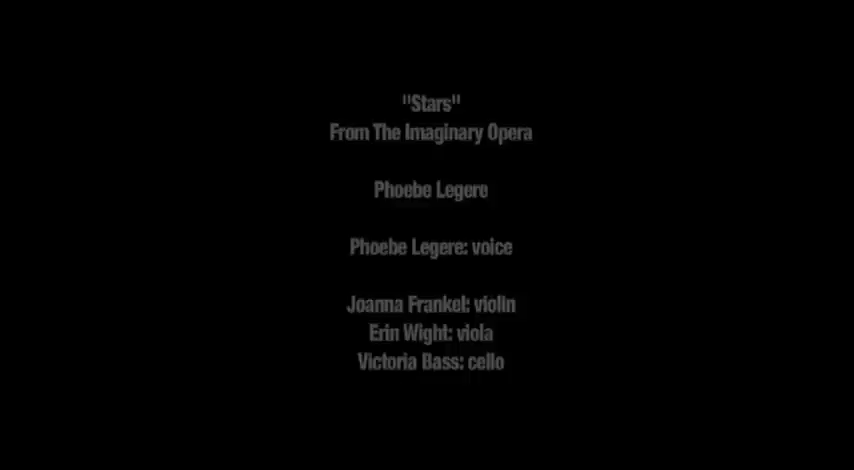 "Stars"
From The Imaginary Opera
Phoebe Legere
Phoebe Legere: voice
Joanna Frankel: violin
Erin Wight: viola
Victoria Bass: cello